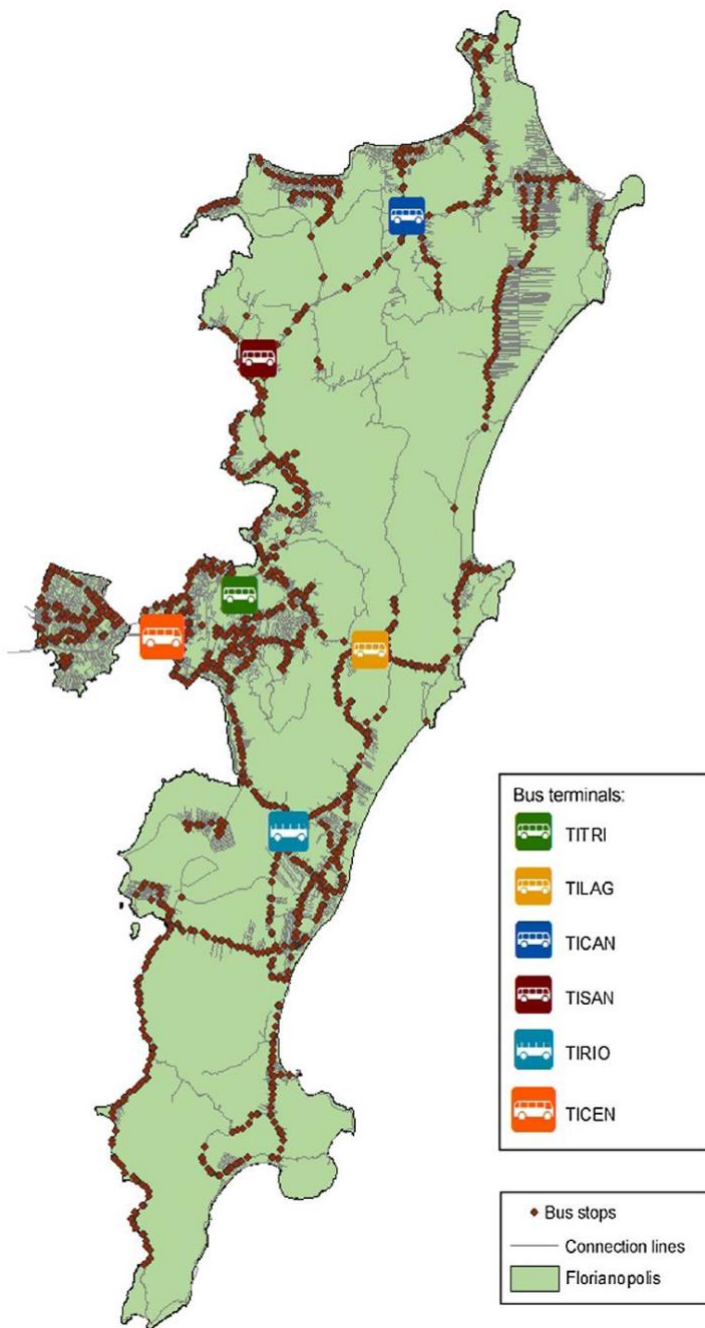 Bus terminals:
TITRI
TILAG
TICAN
TISAN
TIRIO
TICEN
Bus stops
Connection lines
Florianopolis